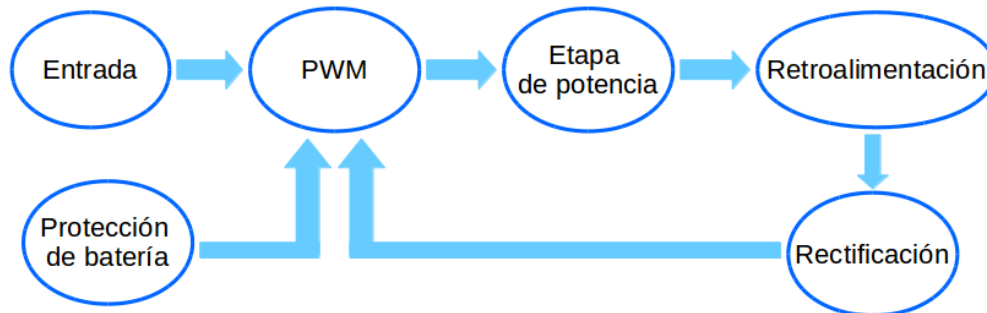 Entrada
PWM
Etapa
de potencia
Retroalimentación
Protección
de batería
Rectificación